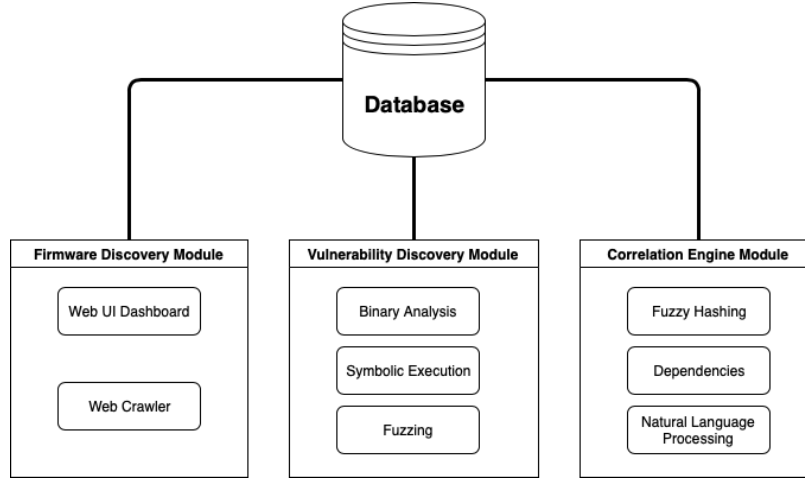 Database
Firmware Discovery Module
Web UI Dashboard
Web Crawler
Vulnerability Discovery Module
Binary Analysis
Symbolic Execution
Fuzzing
Correlation Engine Module
Fuzzy Hashing
Dependencies
Natural Language
Processing